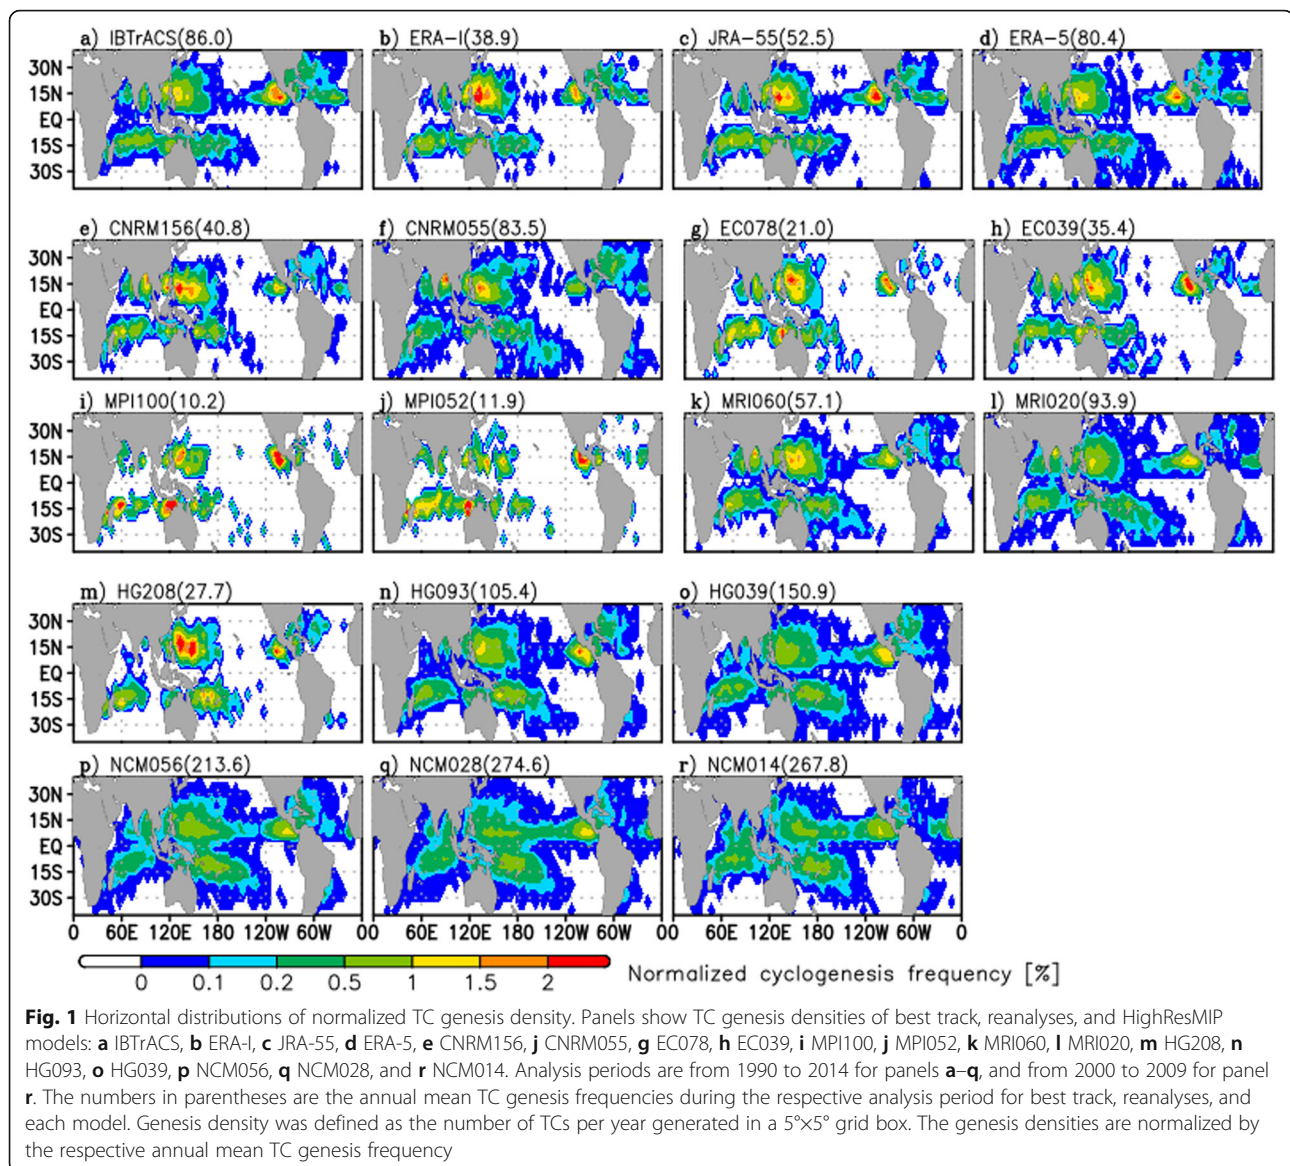 a) IBTrACS(86.0) b) ERA-I(38.9) c) JRA-55(52.5) d) ERA-5(80.4)
30N
15N
EQ
15S
30S
e) CNRM156(40.8) f) CNRM055(83.5) g) EC078(21.0) h) EC039(35.4)
30N
15N
EQ
15S
30S
i) MPI100(10.2) j) MPI052(11.9) k) MRI060(57.1) l) MRI020(93.9)
30N
15N
EQ
15S
30S
m) HG208(27.7) n) HG093(105.4) o) HG039(150.9)
30N
15N
EQ
15S
30S
p) NCM056(213.6) q) NCM028(274.6) r) NCM014(267.8)
30N
15N
EQ
15S
30S
0 60E 120E 180 120W 60W 00 60E 120E 180 120W 60W 00 60E 120E 180 120W 60W 0
0 0.1 0.2 0.5 1 1.5 2 Normalized cyclogenesis frequency [%]
Fig. 1 Horizontal distributions of normalized TC genesis density. Panels show TC genesis densities of best track, reanalyses, and HighResMIP
models: a IBTrACS, b ERA-I, c JRA-55, d ERA-5, e CNRM156, j CNRM055, g EC078, h EC039, i MPI100, j MPI052, k MRI060, l MRI020, m HG208, n
HG093, o HG039, p NCM056, q NCM028, and r NCM014. Analysis periods are from 1990 to 2014 for panels a–q, and from 2000 to 2009 for panel
r. The numbers in parentheses are the annual mean TC genesis frequencies during the respective analysis period for best track, reanalyses, and
each model. Genesis density was defined as the number of TCs per year generated in a 5°×5° grid box. The genesis densities are normalized by
the respective annual mean TC genesis frequency